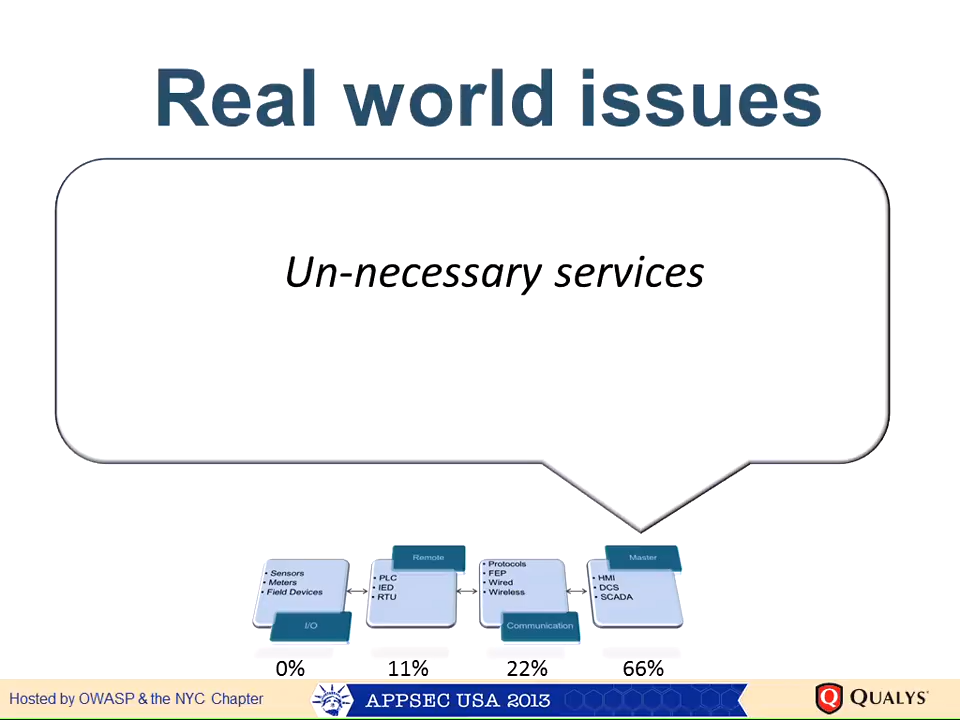 Real world issues
Un-necessary services
• Sensors
• Meters
• Field Devices
I/O
Remote
• PLC
• IED
• RTU
• Protocols
• FEP
• Wired
• Wireless
Communication
Master
• HMI
• DCS
• SCADA
0%
11%
22%
66%
Hosted by OWASP & the NYC Chapter
APPSEC USA 2013
QUALYS